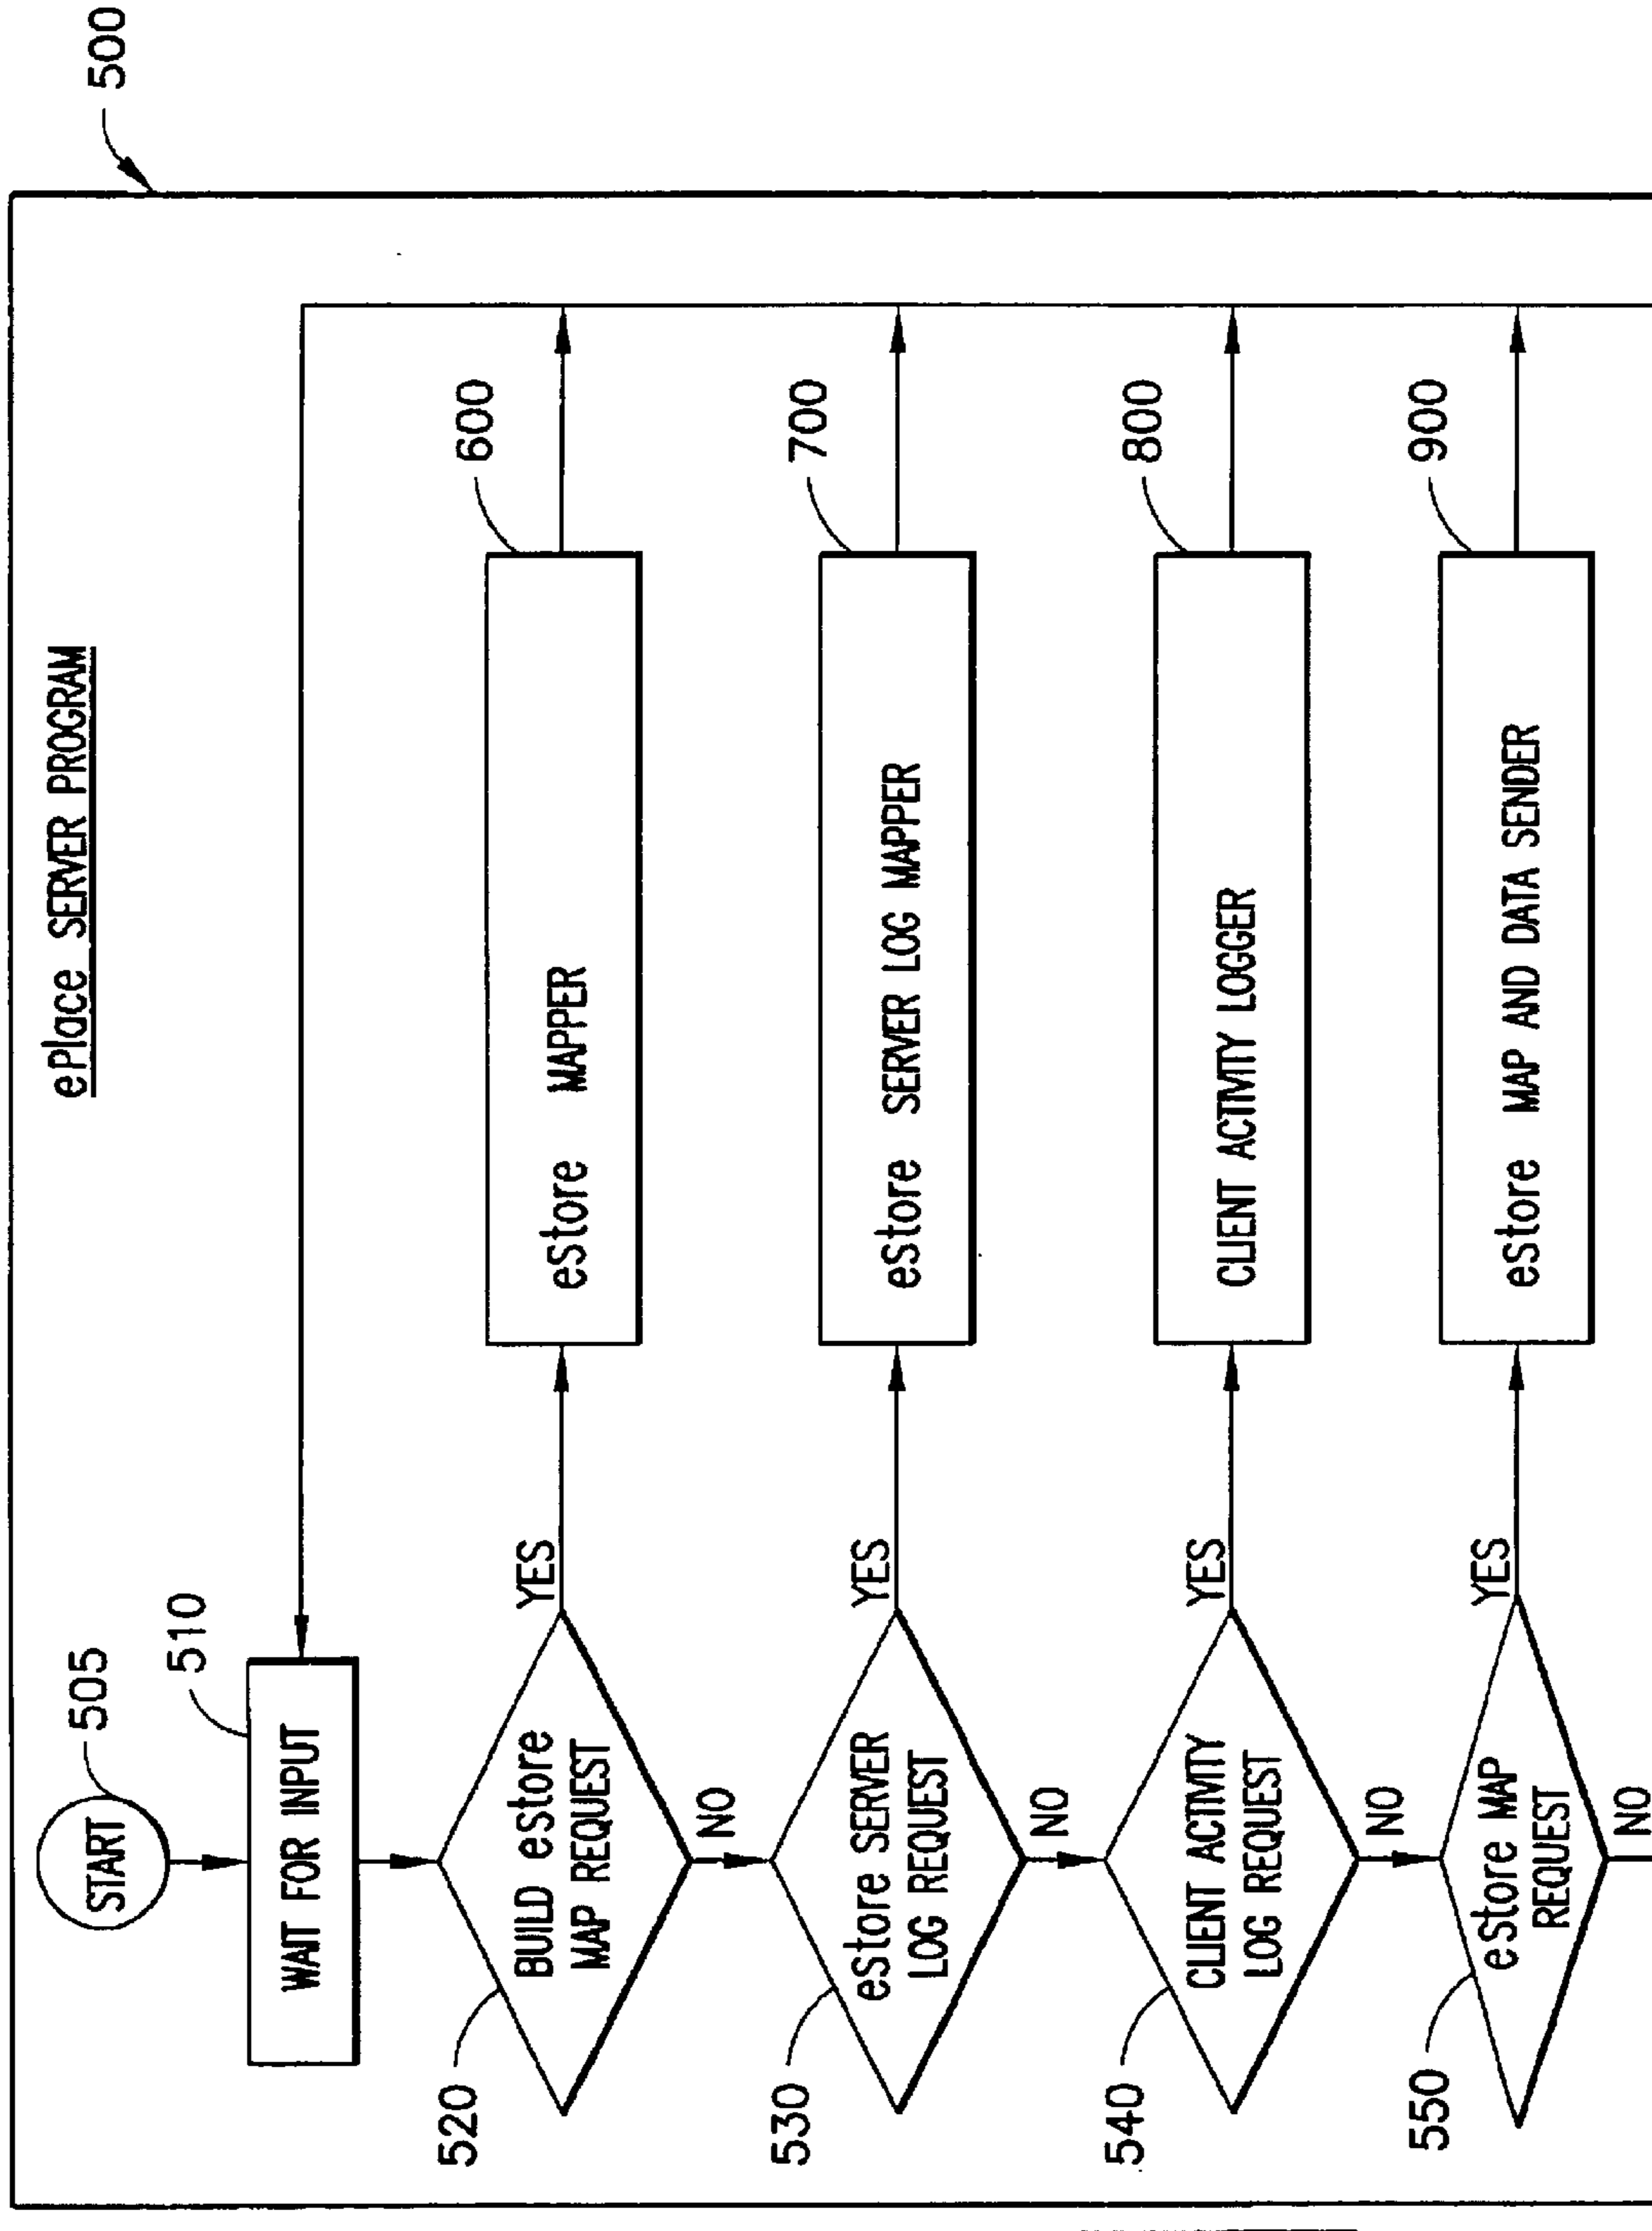 ePlace SERVER PROGRAM
500
START
505
WAIT FOR INPUT
510
BUILD estore
MAP REQUEST
520
YES
NO
estore MAPPER
600
estore SERVER
LOG REQUEST
530
YES
NO
estore SERVER LOG MAPPER
700
CLIENT ACTIVITY
LOG REQUEST
540
YES
NO
CLIENT ACTIVITY LOGGER
800
estore MAP
REQUEST
550
YES
NO
estore MAP AND DATA SENDER
900